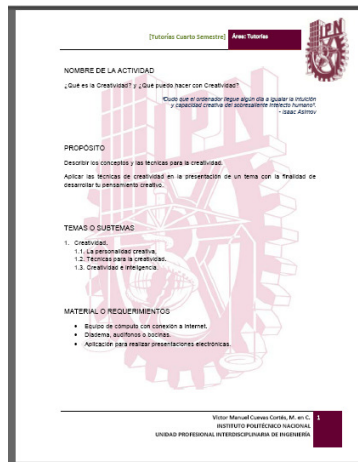 [Tutorías Cuarto Semestre] Área: Tutorías
IPN
NOMBRE DE LA ACTIVIDAD
¿Qué es la Creatividad? y ¿Qué puedo hacer con Creatividad?
"Dudo que el ordenador llegue algún día a igualar la intuición
y capacidad creativa del sobresaliente intelecto humano".
- Isaac Asimov
PROPÓSITO
Describir los conceptos y las técnicas para la creatividad.
Aplicar las técnicas de creatividad en la presentación de un tema con la finalidad de
desarrollar tu pensamiento creativo.
TEMAS O SUBTEMAS
1. Creatividad.
1.1. La personalidad creativa.
1.2. Técnicas para la creatividad.
1.3. Creatividad e inteligencia.
MATERIAL O REQUERIMIENTOS
• Equipo de cómputo con conexión a Internet.
• Diadema, audífonos o bocinas.
• Aplicación para realizar presentaciones electrónicas.
Víctor Manuel Cuevas Cortés, M. en C. 1
INSTITUTO POLITÉCNICO NACIONAL
UNIDAD PROFESIONAL INTERDISCIPLINARIA DE INGENIERÍA